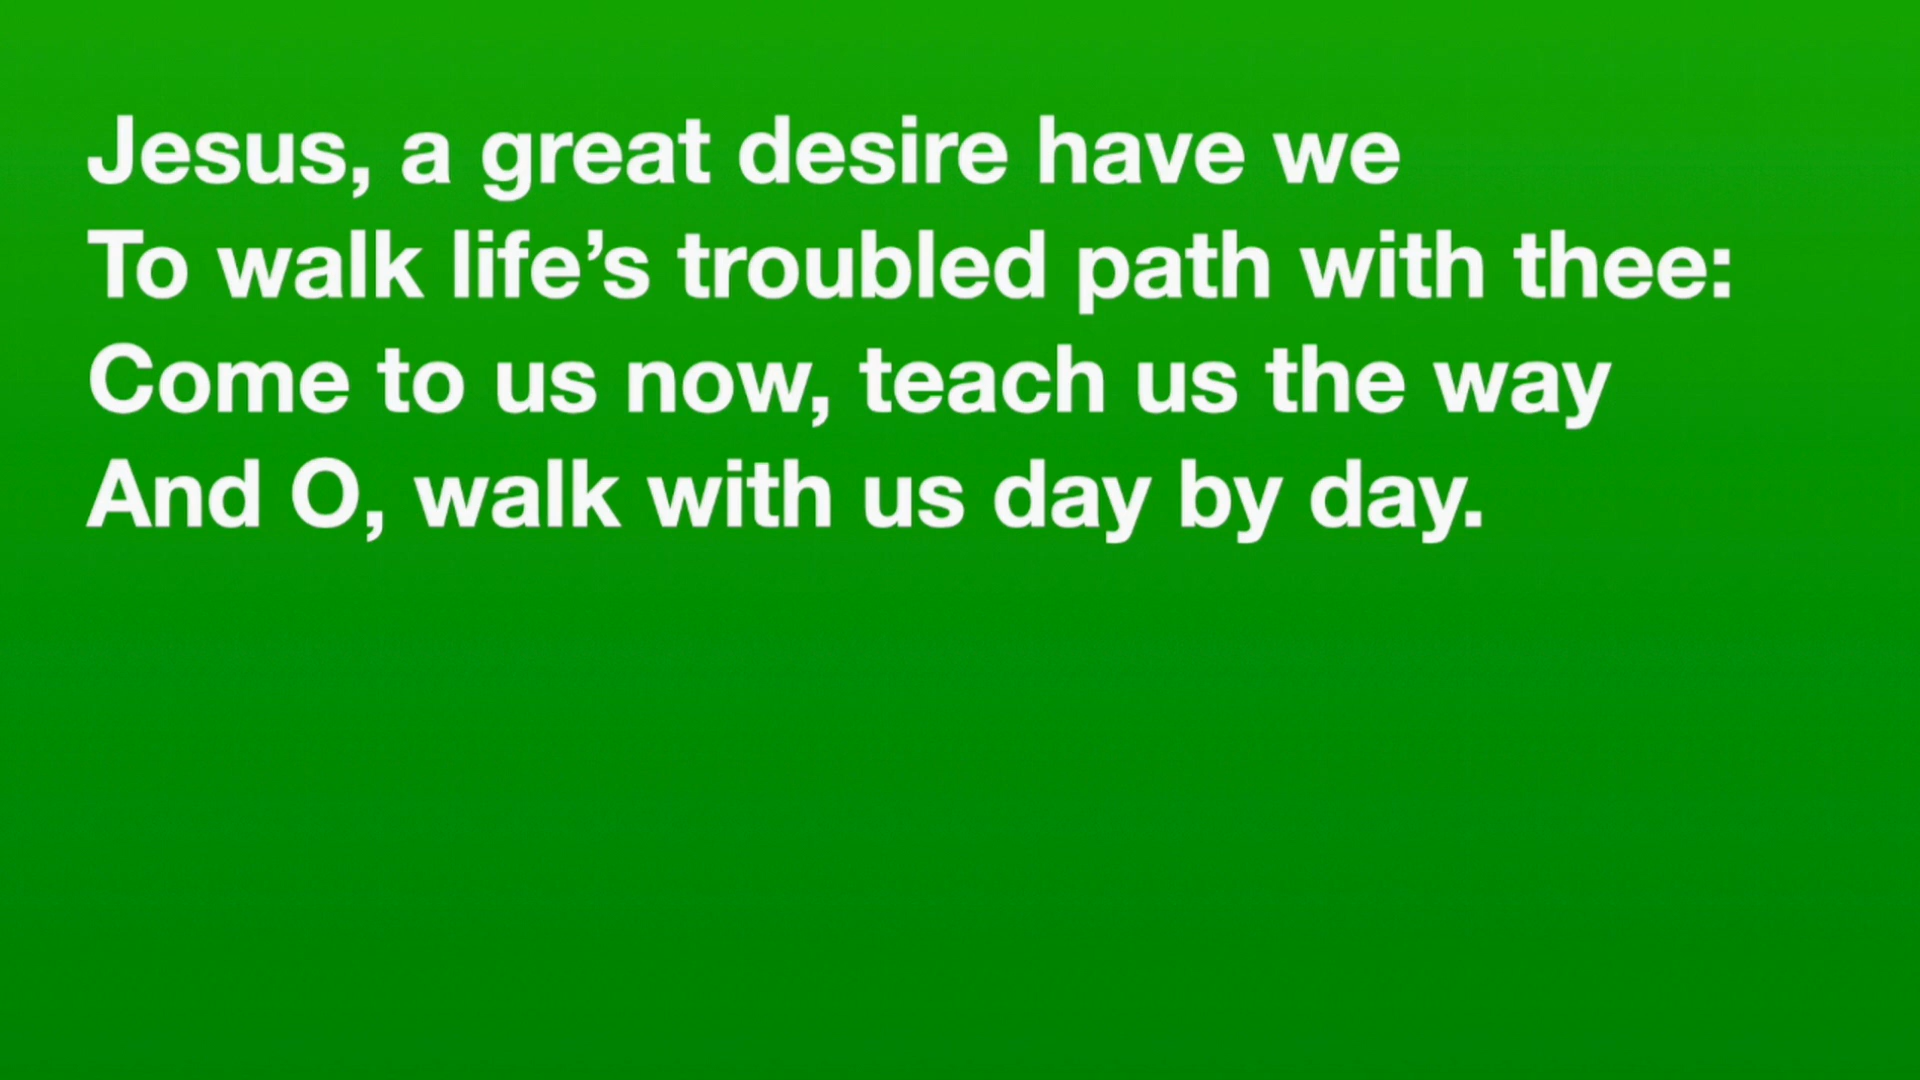 Jesus, a great desire have we
To walk life’s troubled path with thee:
Come to us now, teach us the way
And O, walk with us day by day.